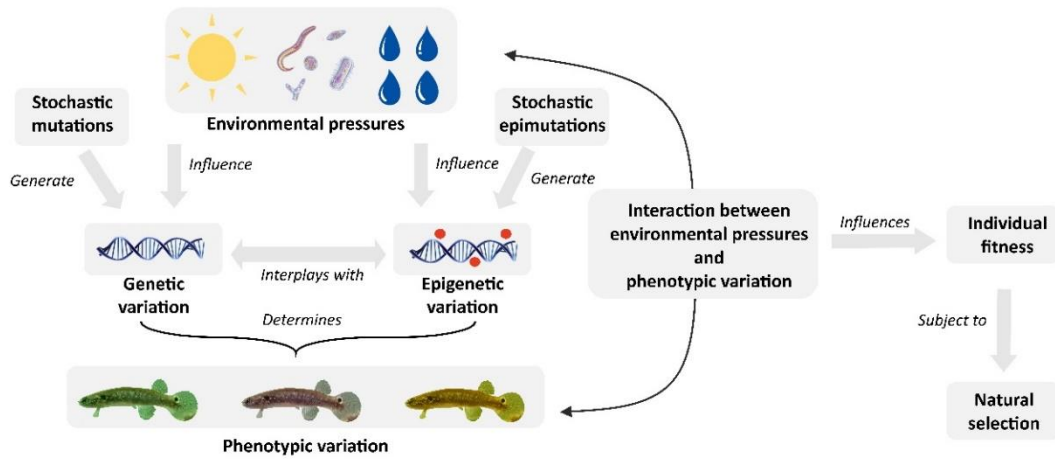 Environmental pressures
Stochastic
mutations
Stochastic
epimutations
Generate
Influence
Influence
Generate
Genetic
variation
Interplays with
Epigenetic
variation
Determines
Phenotypic variation
Interaction between
environmental pressures
and
phenotypic variation
Influences
Individual
fitness
Subject to
Natural
selection